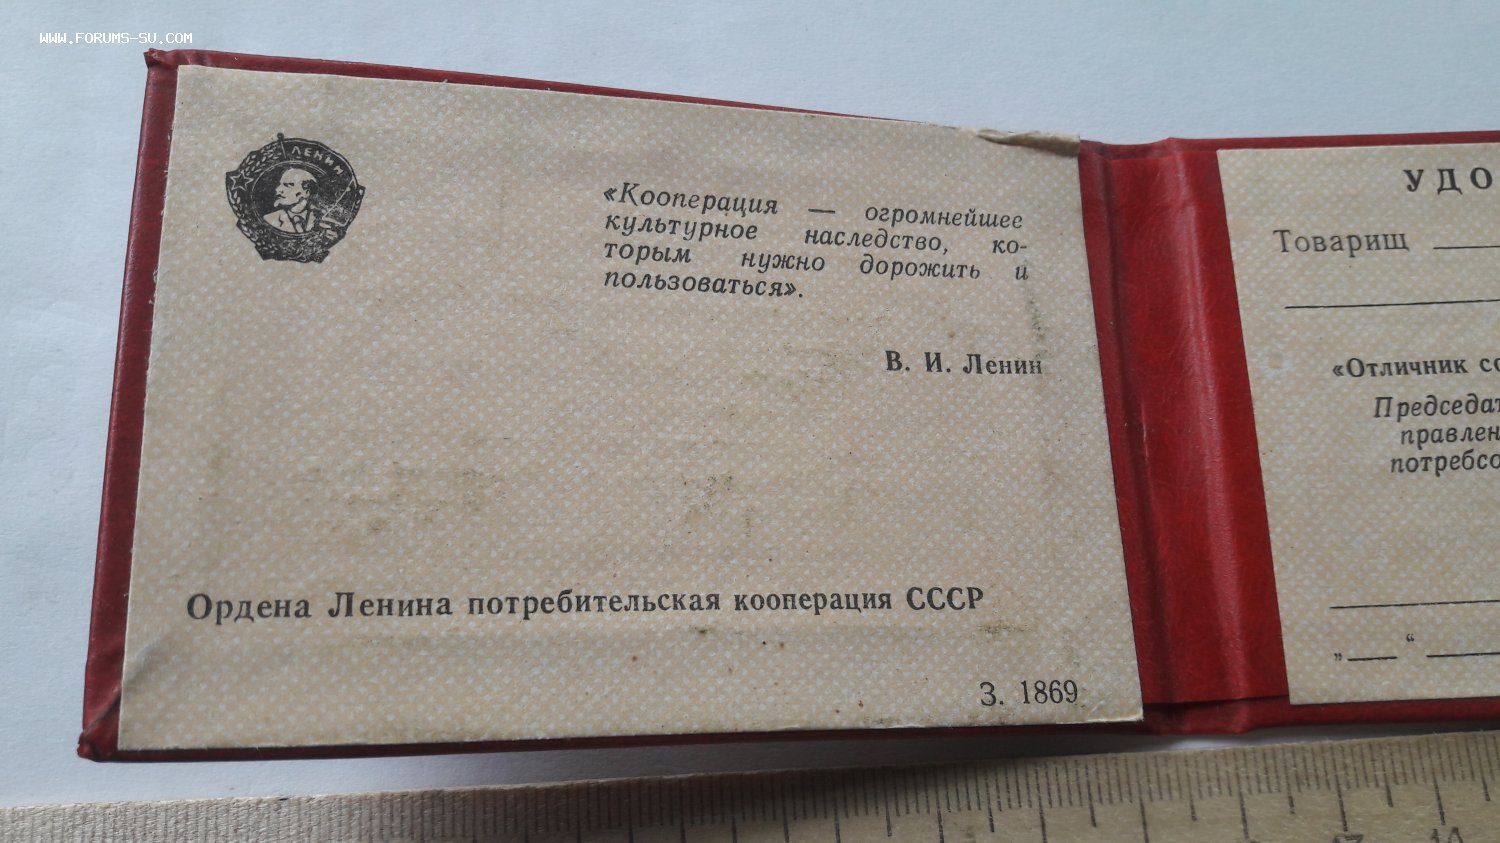 WWW.FORUMS-SU.COM
ЛЕНИН
«Кооперация — огромнейшее
культурное наследство, ко-
торым нужно дорожить и
пользоваться».
В. И. Ленин
Ордена Ленина потребительская кооперация СССР
З. 1869
УДО
Товарищ
«Отличник со
Председат
правлен
потребсо
„ “